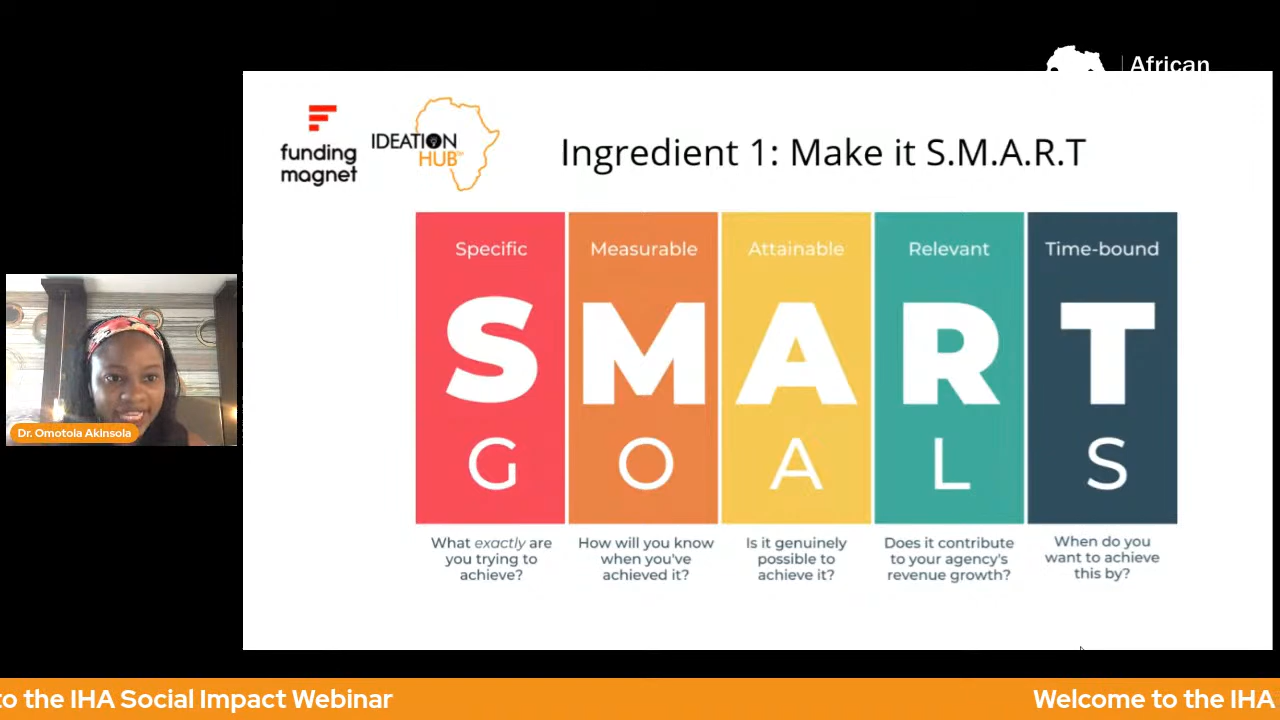 African
funding
magnet
IDEATION
HUB
Ingredient 1: Make it S.M.A.R.T
Specific
Measurable
Attainable
Relevant
Time-bound
S M A R T
G O A L S
What exactly are
you trying to
achieve?
How will you know
when you've
achieved it?
Is it genuinely
possible to
achieve it?
Does it contribute
to your agency's
revenue growth?
When do you
want to achieve
this by?
Dr. Omotola Akinsola
to the IHA Social Impact Webinar
Welcome to the IHA